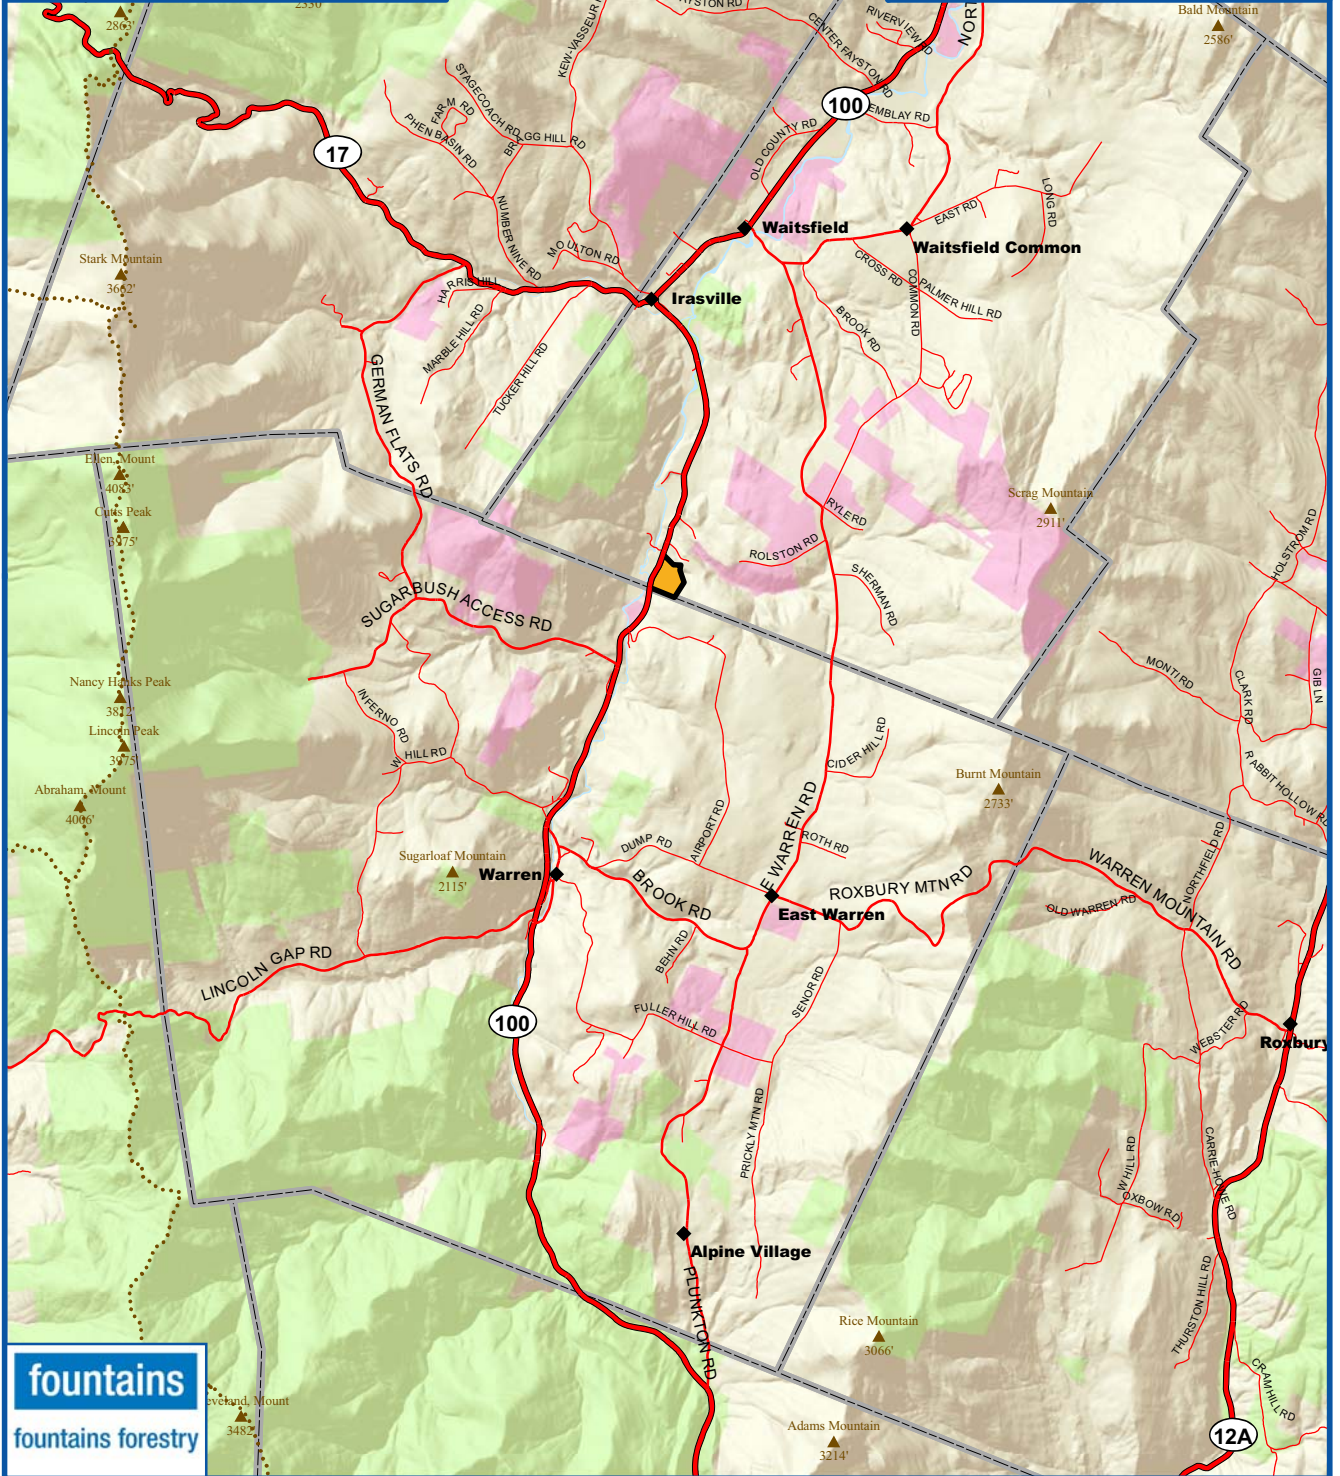 2863'
2350'
FAYSTON RD
KEW-VASSEUR
CENTER FAYSTON RD
RIVERVIEW RD
NORT
Bald Mountain
2586'
STAGECOACH RD
FARM RD
PHEN BASIN RD
BRAGG HILL RD
OLD COUNTY RD
100
EMBLAY RD
17
NUMBER NINE RD
MOULTON RD
Waitsfield
EAST RD
LONG RD
Waitsfield Common
Stark Mountain
3662'
HARRIS HILL
CROSS RD
COMMON RD
PALMER HILL RD
Irasville
MARBLE HILL RD
TUCKER HILL RD
BROOK RD
GERMAN FLATS RD
Ellen, Mount
4083'
Cutts Peak
3975'
Scrag Mountain
2911'
RYLE RD
ROLSTON RD
HOLSTROM RD
SHERMAN RD
SUGARBUSH ACCESS RD
MONTI RD
CLARK RD
GIB LN
Nancy Hanks Peak
3812'
Lincoln Peak
3975'
INFERNO RD
W HILL RD
CIDER HILL RD
RABBIT HOLLOW RD
Abraham, Mount
4006'
Burnt Mountain
2733'
AIRPORT RD
DUMP RD
E WARREN RD
ROTH RD
NORTHFIELD RD
Sugarloaf Mountain
2115'
Warren
BROOK RD
ROXBURY MTN RD
WARREN MOUNTAIN RD
OLD WARREN RD
East Warren
BEHN RD
LINCOLN GAP RD
SENOR RD
100
FULLER HILL RD
WEBSTER RD
Roxbury
PRICKLY MTN RD
W HILL RD
CARRIE-HOWE RD
OXBOW RD
Alpine Village
PLUNKTON RD
THURSTON HILL RD
Rice Mountain
3066'
CRAM HILL RD
fountains
fountains forestry
eveland, Mount
3482'
Adams Mountain
3214'
12A